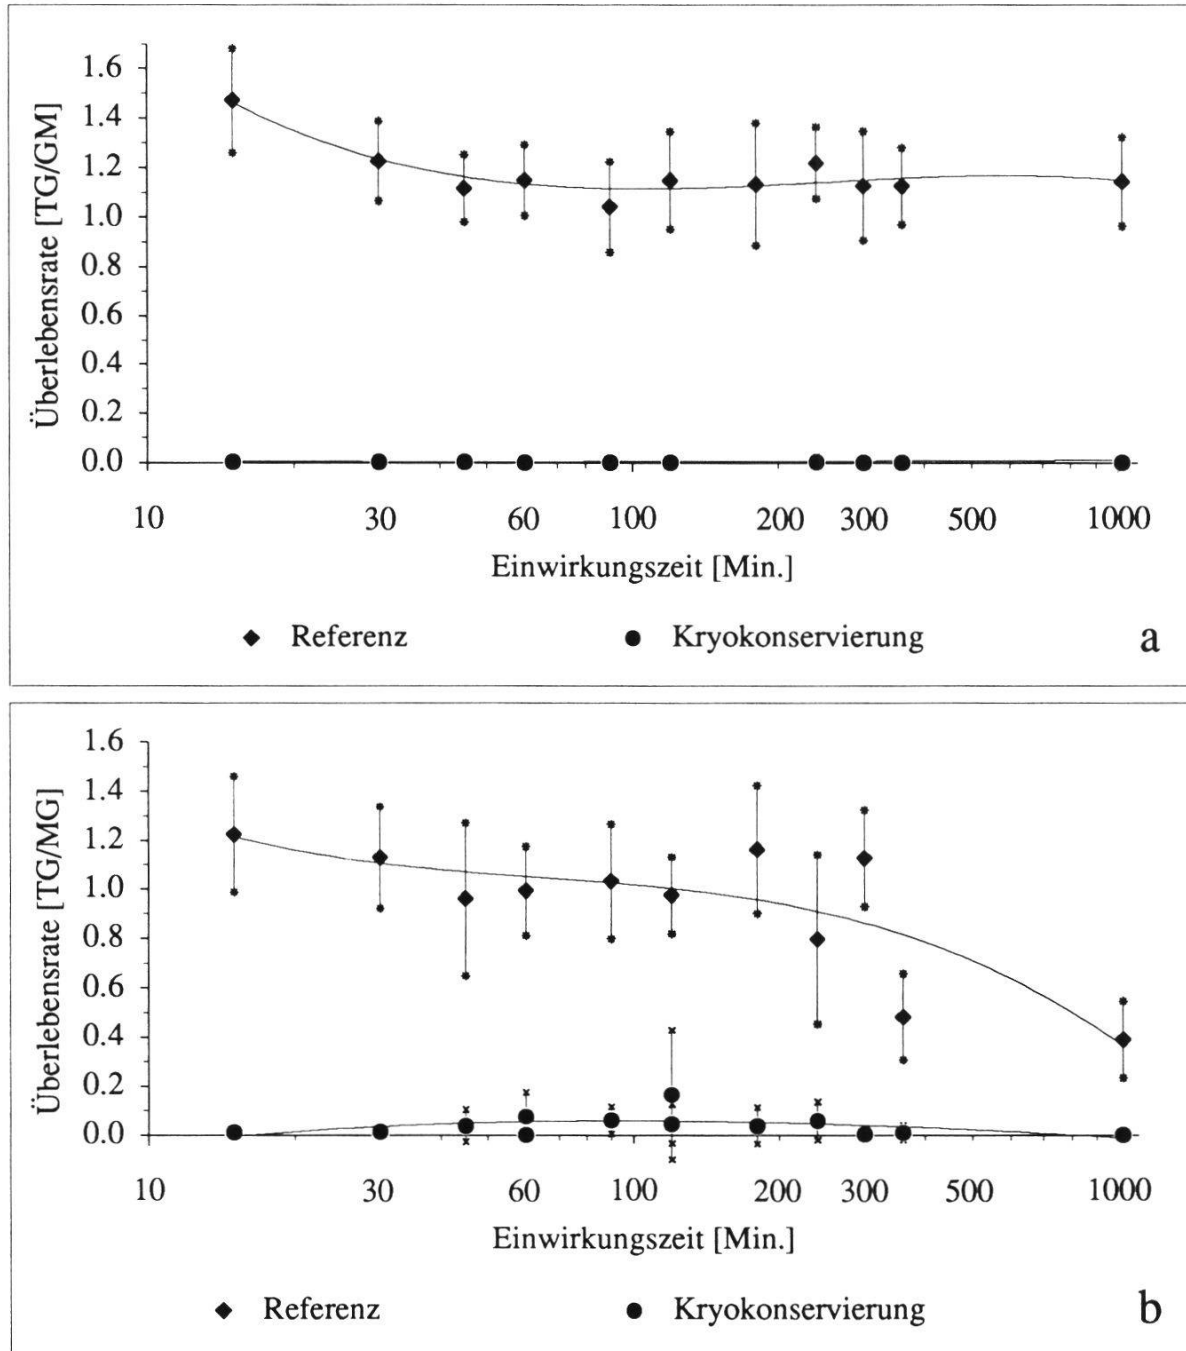 Überlebensrate [TG/GM]
1.6
1.4
1.2
1.0
0.8
0.6
0.4
0.2
0.0
10 30 60 100 200 300 500 1000
Einwirkungszeit [Min.]
Referenz Kryokonservierung a
Überlebensrate [TG/MG]
1.6
1.4
1.2
1.0
0.8
0.6
0.4
0.2
0.0
10 30 60 100 200 300 500 1000
Einwirkungszeit [Min.]
Referenz Kryokonservierung b